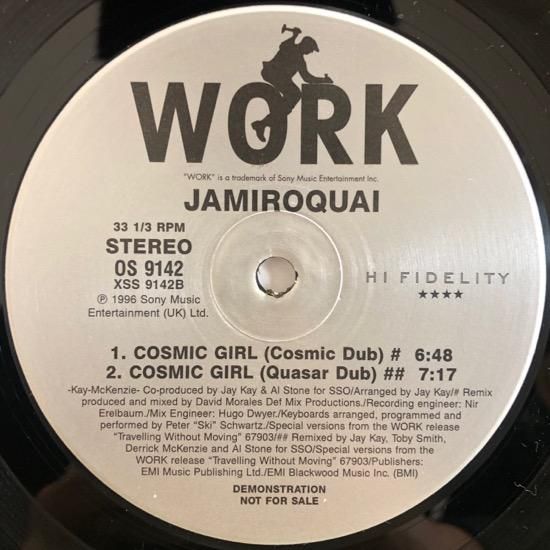 WORK
"WORK" is a trademark of Sony Music Entertainment Inc.
JAMIROQUAI
33 1/3 RPM
STEREO
OS 9142
XSS 9142B
℗ 1996 Sony Music
Entertainment (UK) Ltd.
HI FIDELITY
★★★★
1. COSMIC GIRL (Cosmic Dub) # 6:48
2. COSMIC GIRL (Quasar Dub) ## 7:17
-Kay-McKenzie- Co-produced by Jay Kay & Al Stone for SSO/Arranged by Jay Kay/# Remix
produced and mixed by David Morales Def Mix Productions./Recording engineer: Nir
Erelbaum./Mix Engineer: Hugo Dwyer./Keyboards arranged, programmed and
performed by Peter "Ski" Schwartz./Special versions from the WORK release
"Travelling Without Moving" 67903/## Remixed by Jay Kay, Toby Smith,
Derrick McKenzie and Al Stone for SSO/Special versions from the
WORK release "Travelling Without Moving" 67903/Publishers:
EMI Music Publishing Ltd./EMI Blackwood Music Inc. (BMI)
DEMONSTRATION
NOT FOR SALE